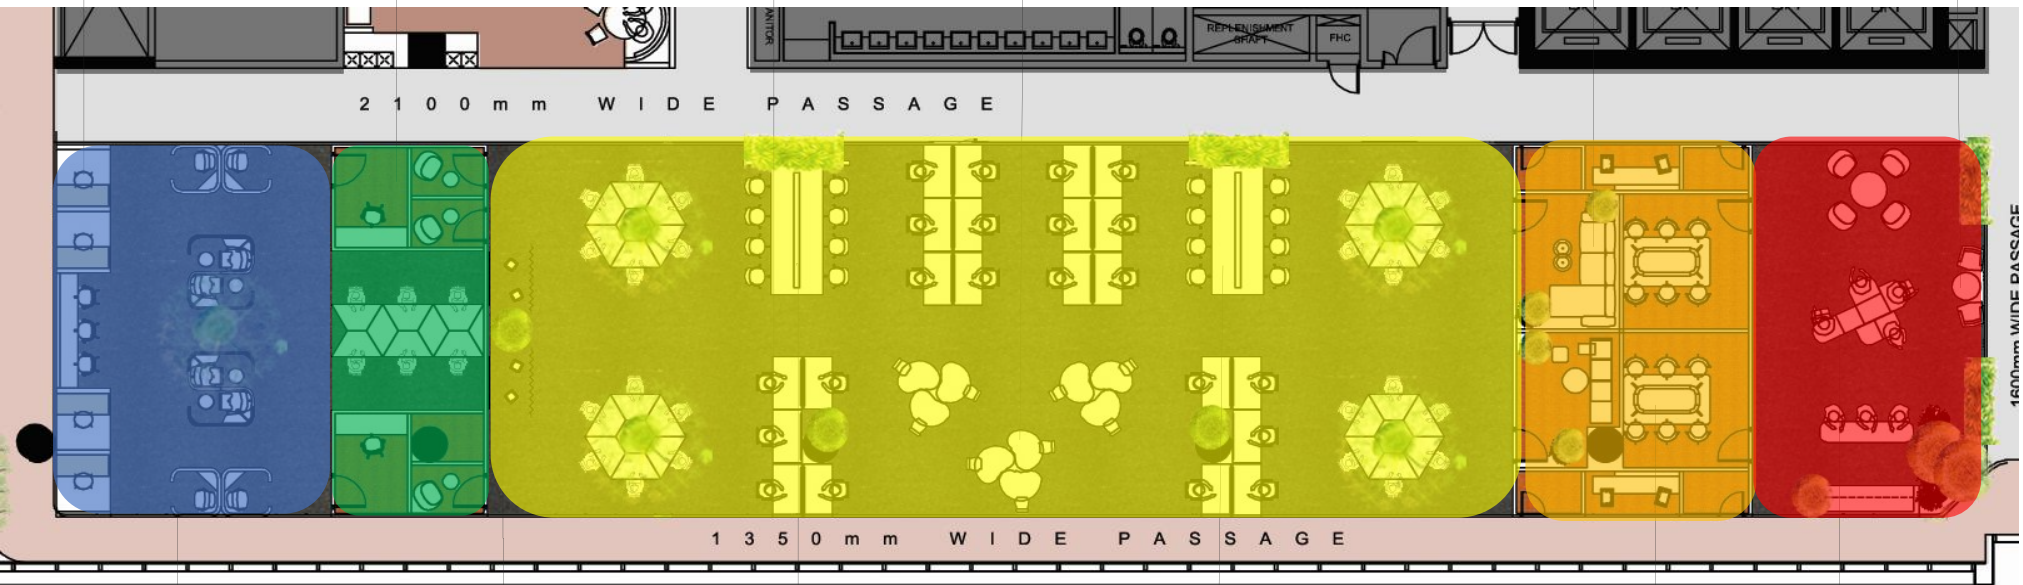 JANITOR
REPLENISHMENT
SHAFT
FHC
2100mm WIDE PASSAGE
1600mm WIDE PASSAGE
1350mm WIDE PASSAGE